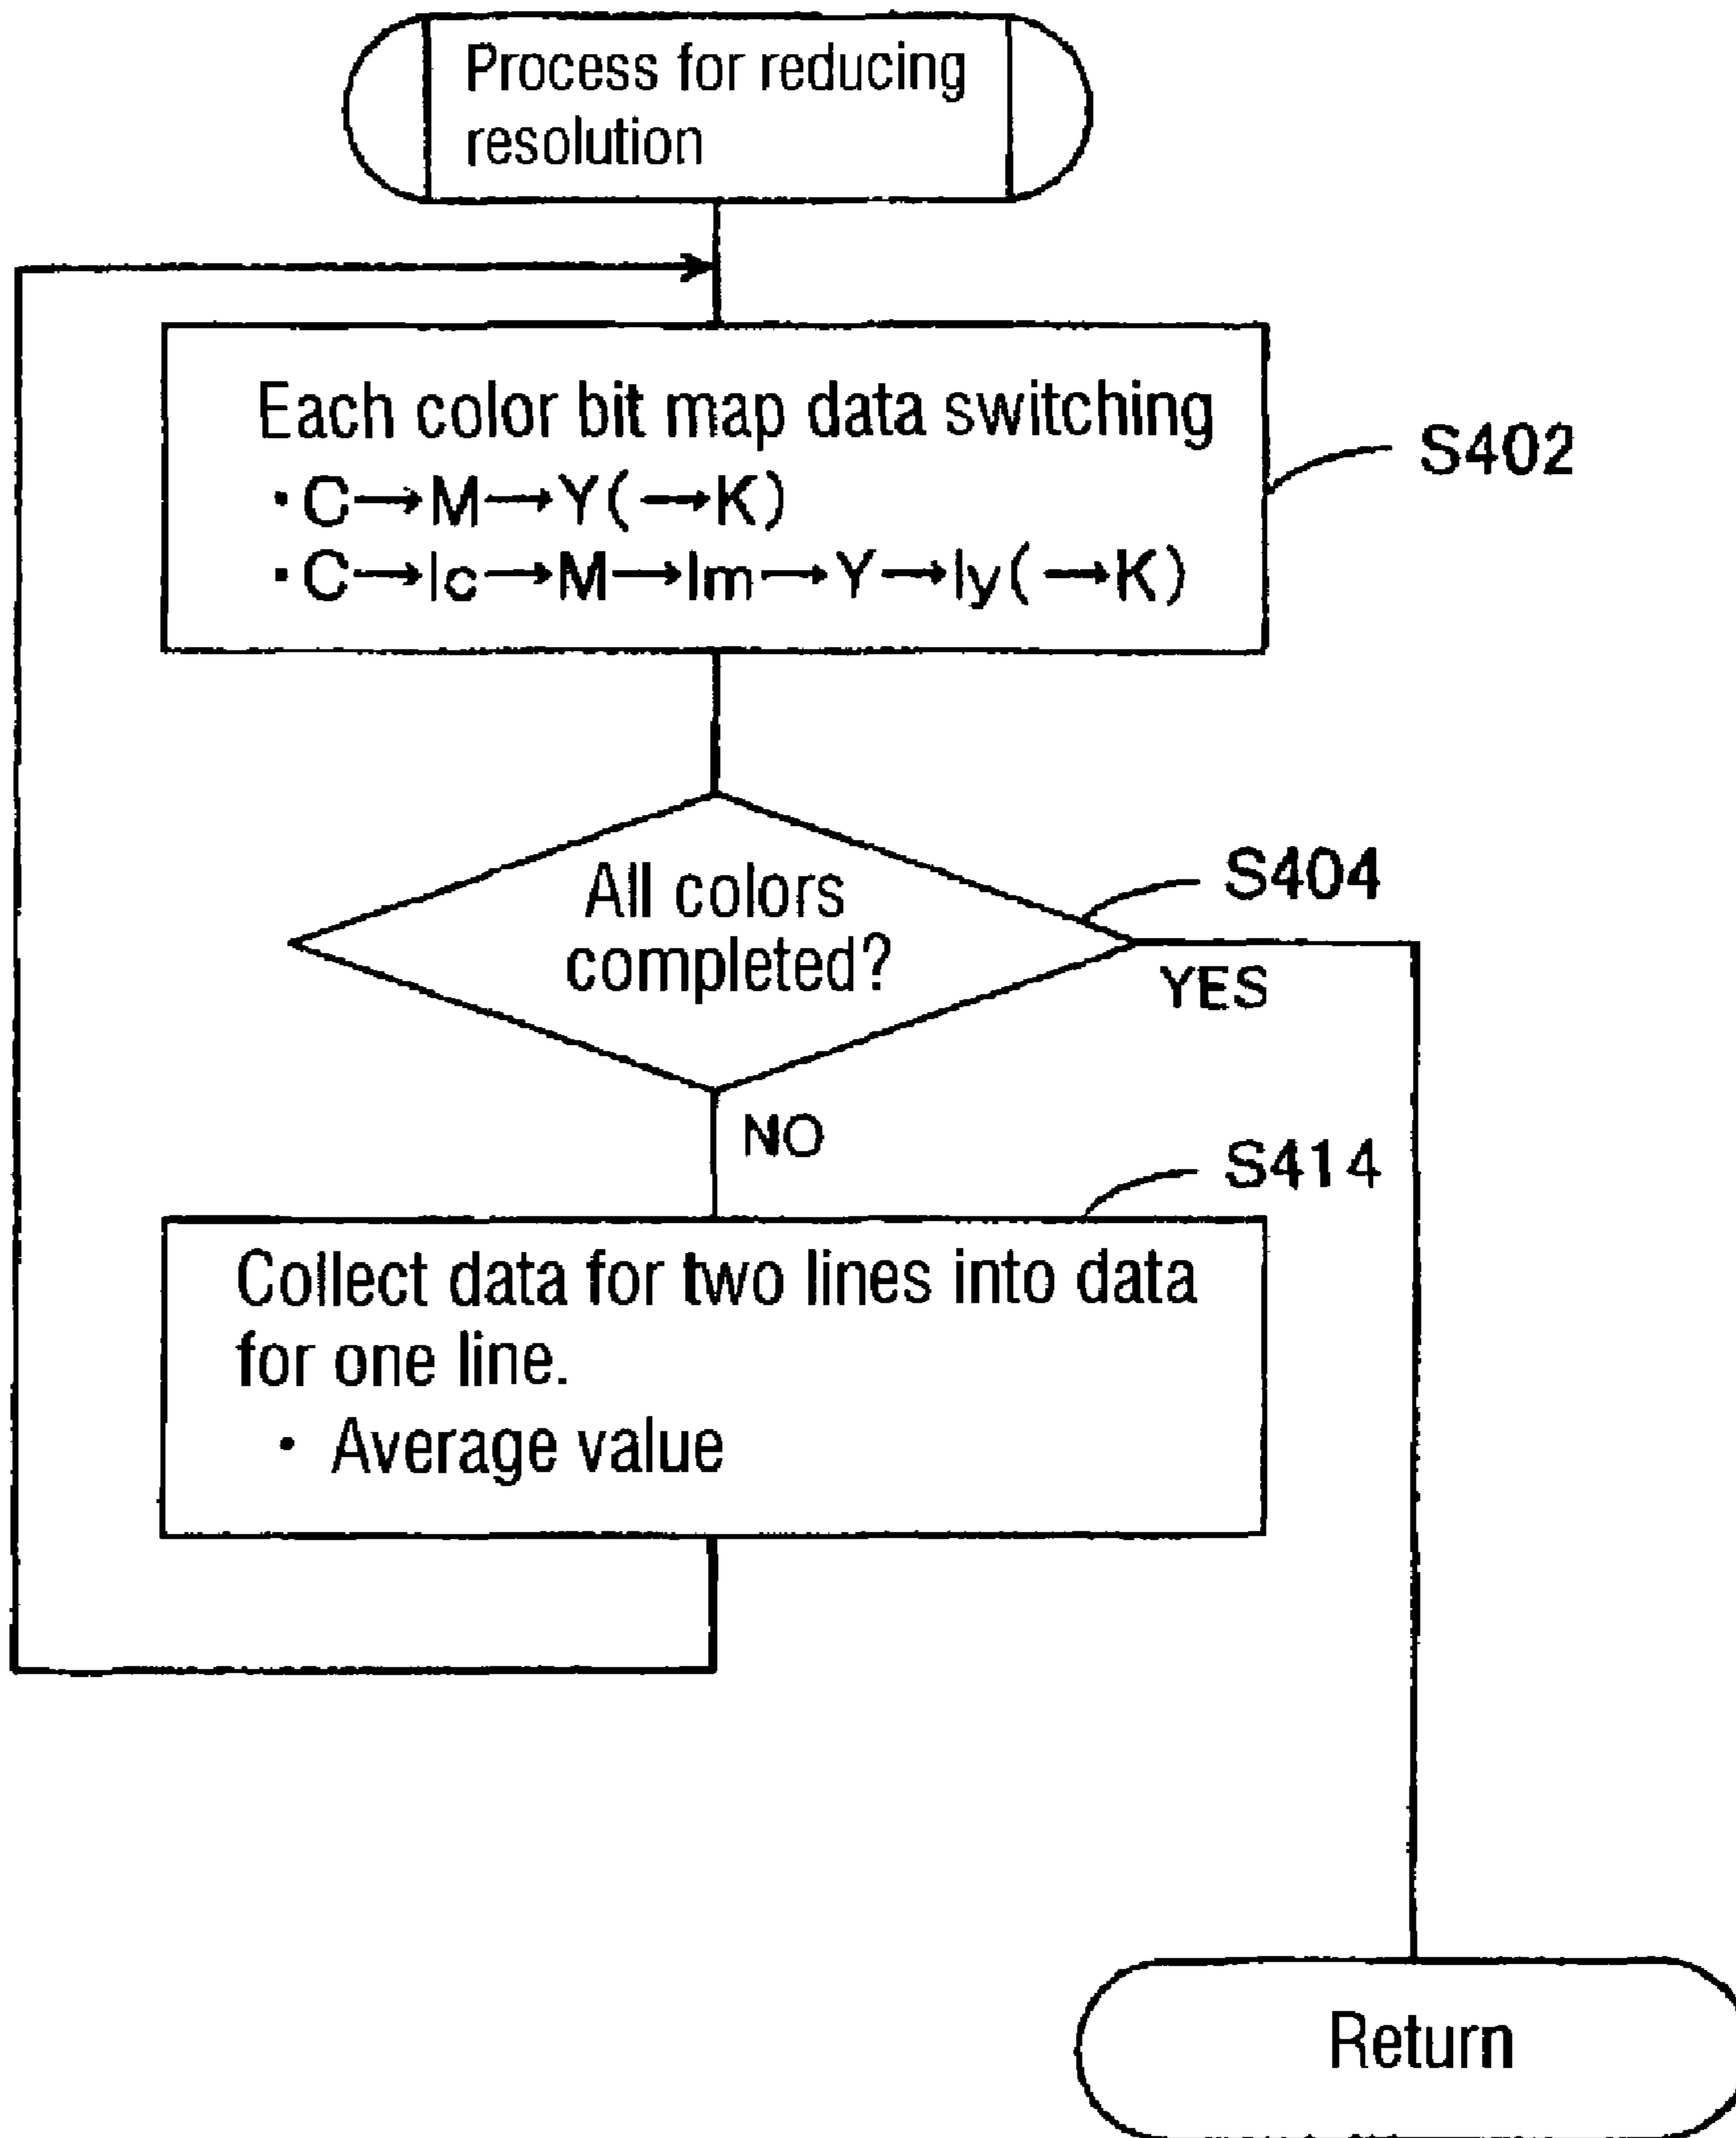 Process for reducing
resolution
Each color bit map data switching
・C→M→Y(→K)
・C→lc→M→lm→Y→ly(→K)
S402
All colors
completed?
S404
YES
NO
S414
Collect data for two lines into data
for one line.
・ Average value
Return